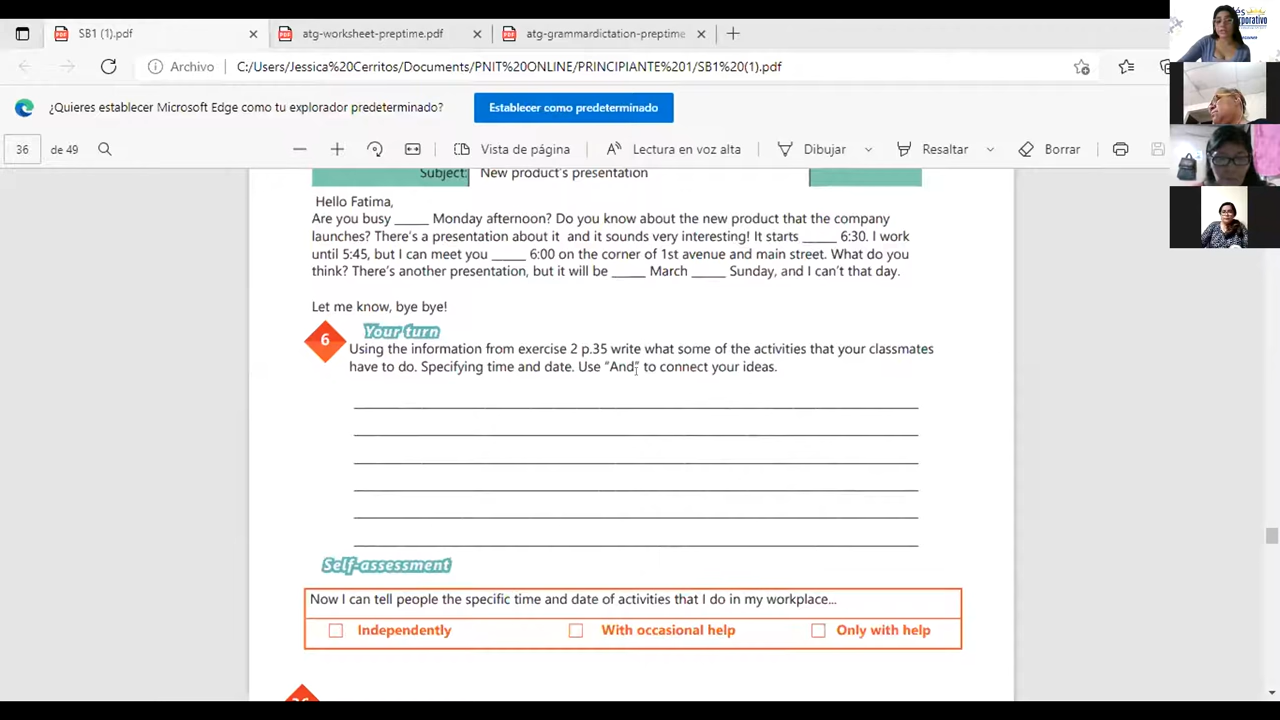 SB1 (1).pdf
atg-worksheet-preptime.pdf
atg-grammardictation-preptime
Archivo
C:/Users/Jessica%20Cerritos/Documents/PNIT%20ONLINE/PRINCIPIANTE%201/SB1%20(1).pdf
¿Quieres establecer Microsoft Edge como tu explorador predeterminado?
Establecer como predeterminado
36 de 49
Vista de página
Lectura en voz alta
Dibujar
Resaltar
Borrar
Subject: New product's presentation
Hello Fatima,
Are you busy _____ Monday afternoon? Do you know about the new product that the company
launches? There's a presentation about it and it sounds very interesting! It starts _____ 6:30. I work
until 5:45, but I can meet you _____ 6:00 on the corner of 1st avenue and main street. What do you
think? There's another presentation, but it will be _____ March _____ Sunday, and I can't that day.
Let me know, bye bye!
6
Your turn
Using the information from exercise 2 p.35 write what some of the activities that your classmates
have to do. Specifying time and date. Use "And" to connect your ideas.
Self-assessment
Now I can tell people the specific time and date of activities that I do in my workplace...
Independently
With occasional help
Only with help